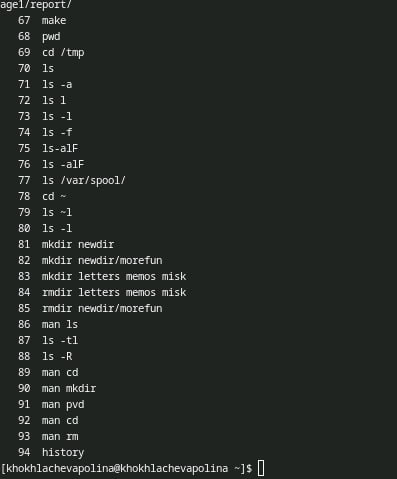 age1/report/
67 make
68 pwd
69 cd /tmp
70 ls
71 ls -a
72 ls l
73 ls -l
74 ls -f
75 ls-alF
76 ls -alF
77 ls /var/spool/
78 cd ~
79 ls ~l
80 ls -l
81 mkdir newdir
82 mkdir newdir/morefun
83 mkdir letters memos misk
84 rmdir letters memos misk
85 rmdir newdir/morefun
86 man ls
87 ls -tl
88 ls -R
89 man cd
90 man mkdir
91 man pvd
92 man cd
93 man rm
94 history
[khokhlachevapolina@khokhlachevapolina ~]$